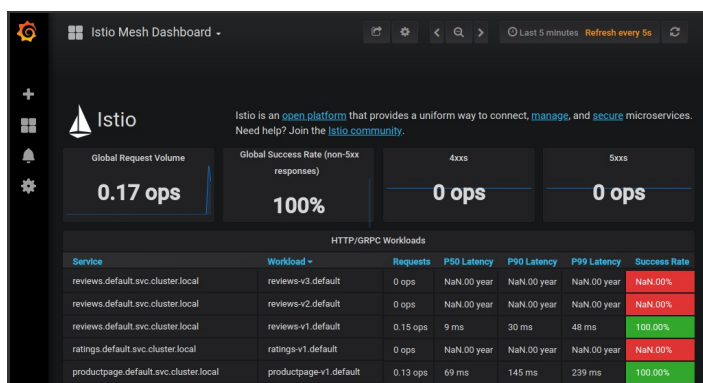 Istio Mesh Dashboard
Last 5 minutes Refresh every 5s
Istio
Istio is an open platform that provides a uniform way to connect, manage, and secure microservices.
Need help? Join the Istio community.
Global Request Volume
0.17 ops
Global Success Rate (non-5xx
responses)
100%
4xxs
0 ops
5xxs
0 ops
HTTP/GRPC Workloads
Service Workload Requests P50 Latency P90 Latency P99 Latency Success Rate
reviews.default.svc.cluster.local reviews-v3.default 0 ops NaN.00 year NaN.00 year NaN.00 year NaN.00%
reviews.default.svc.cluster.local reviews-v2.default 0 ops NaN.00 year NaN.00 year NaN.00 year NaN.00%
reviews.default.svc.cluster.local reviews-v1.default 0.15 ops 9 ms 30 ms 48 ms 100.00%
ratings.default.svc.cluster.local ratings-v1.default 0 ops NaN.00 year NaN.00 year NaN.00 year NaN.00%
productpage.default.svc.cluster.local productpage-v1.default 0.13 ops 69 ms 145 ms 239 ms 100.00%